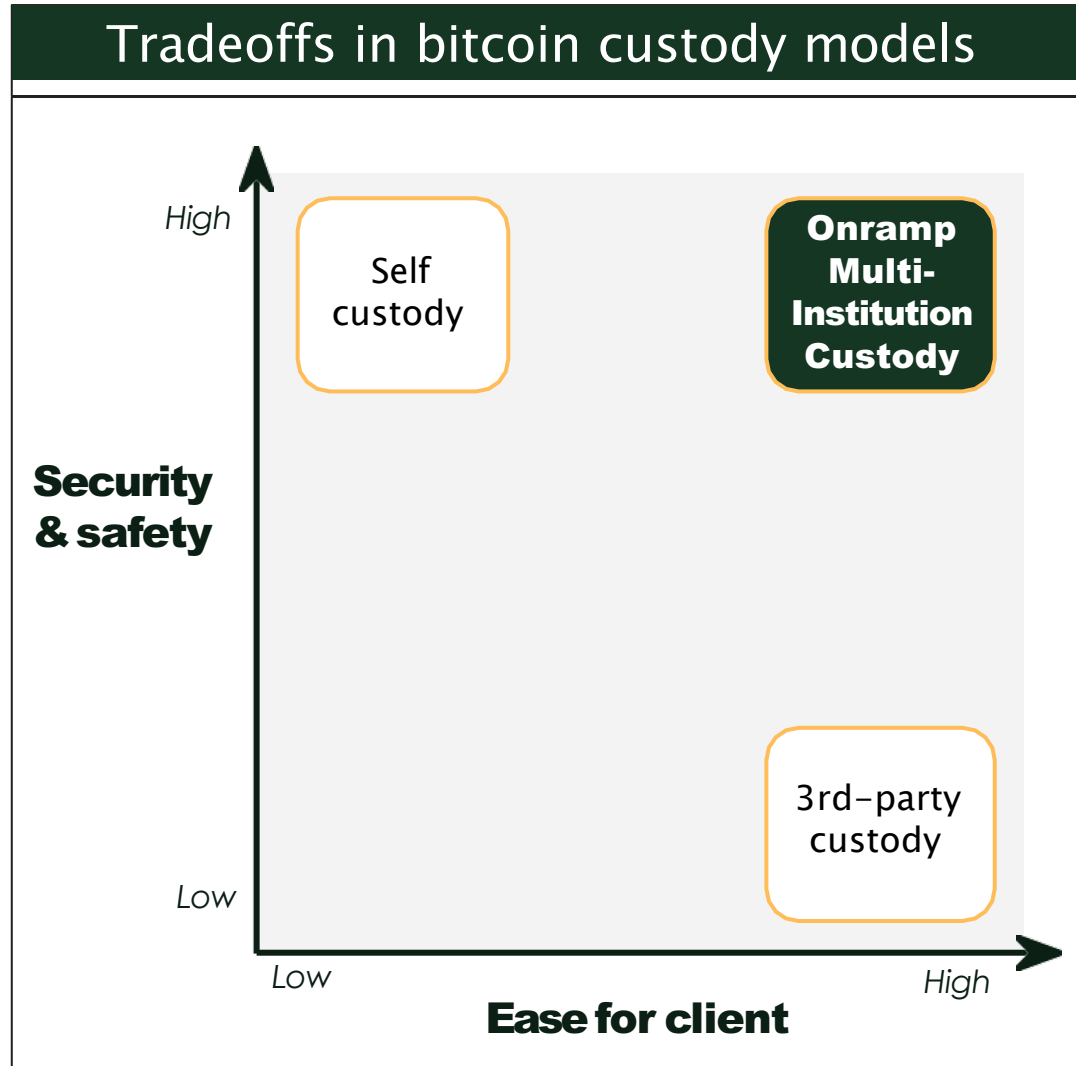 Tradeoffs in bitcoin custody models
High
Self
custody
Onramp
Multi-
Institution
Custody
Security
& safety
3rd-party
custody
Low
Low
High
Ease for client